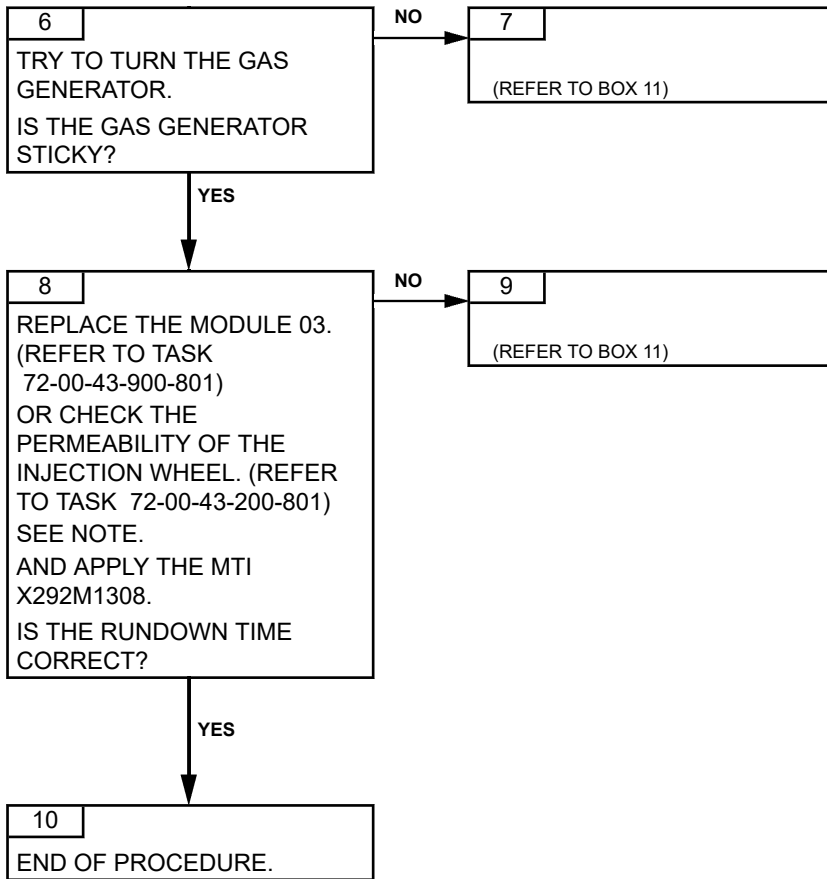 6
TRY TO TURN THE GAS
GENERATOR.
IS THE GAS GENERATOR
STICKY?
NO
7
(REFER TO BOX 11)
YES
8
REPLACE THE MODULE 03.
(REFER TO TASK
72-00-43-900-801)
OR CHECK THE
PERMEABILITY OF THE
INJECTION WHEEL. (REFER
TO TASK 72-00-43-200-801)
SEE NOTE.
AND APPLY THE MTI
X292M1308.
IS THE RUNDOWN TIME
CORRECT?
NO
9
(REFER TO BOX 11)
YES
10
END OF PROCEDURE.